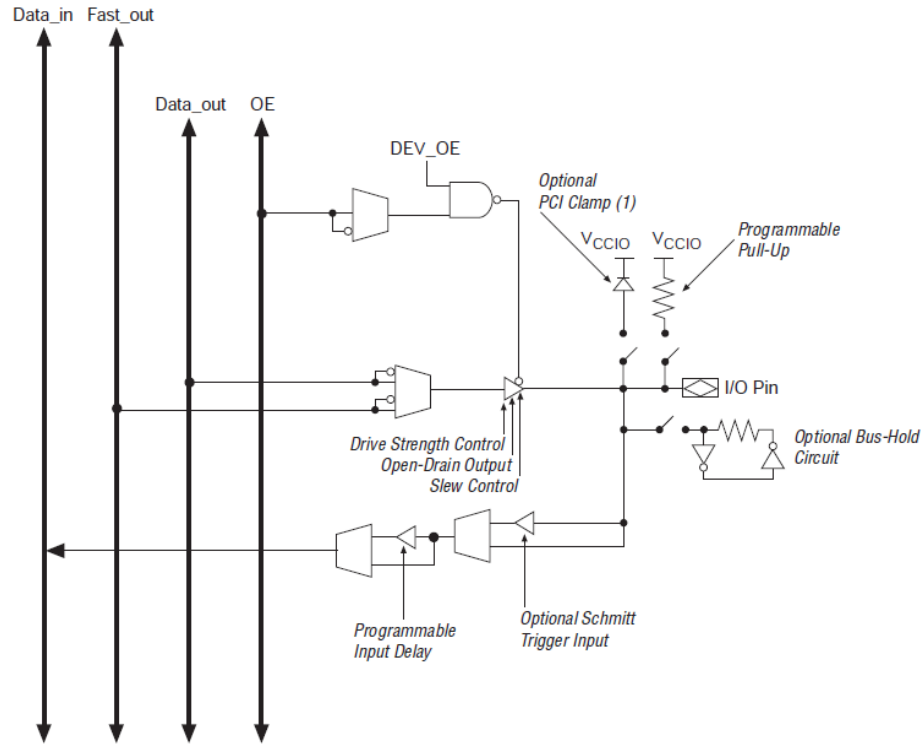 Data_in Fast_out
Data_out OE
DEV_OE
Optional
PCI Clamp (1)
VCCIO VCCIO
Programmable
Pull-Up
I/O Pin
Drive Strength Control
Open-Drain Output
Slew Control
Optional Bus-Hold
Circuit
Programmable
Input Delay
Optional Schmitt
Trigger Input